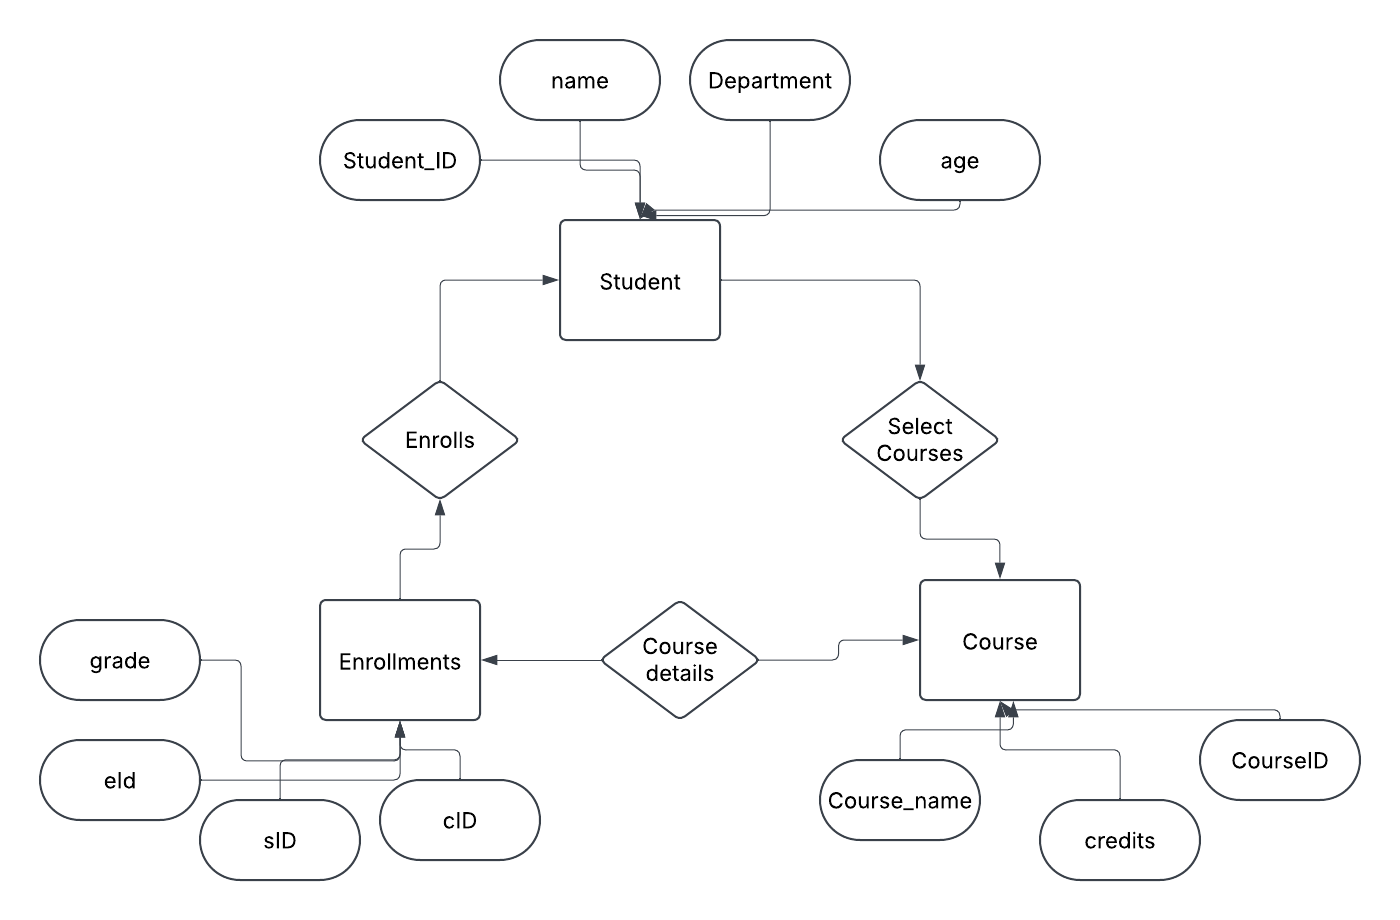 name
Department
Student_ID
age
Student
Enrolls
Select
Courses
Enrollments
Course
details
Course
grade
eId
sID
cID
Course_name
credits
CourseID